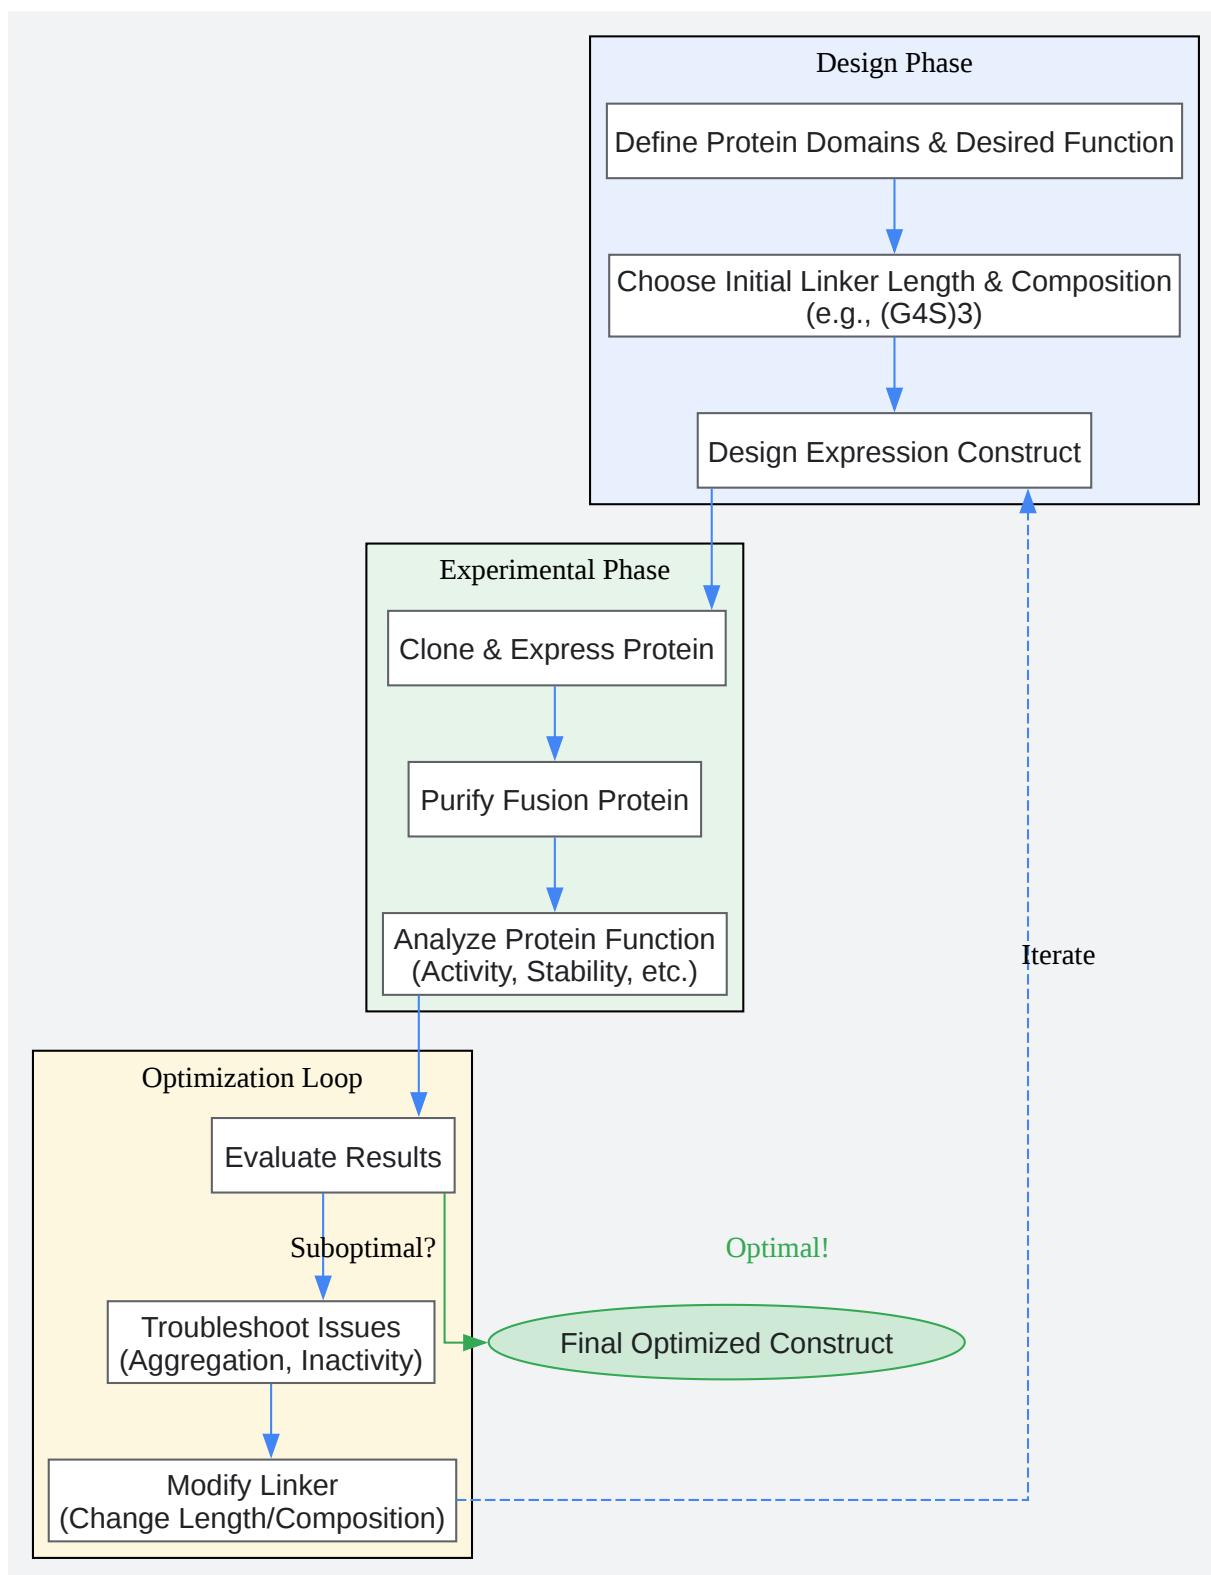 Design Phase
Define Protein Domains & Desired Function
Choose Initial Linker Length & Composition
(e.g., (G4S)3)
Design Expression Construct
Experimental Phase
Clone & Express Protein
Purify Fusion Protein
Analyze Protein Function
(Activity, Stability, etc.)
Iterate
Optimization Loop
Evaluate Results
Suboptimal?
Optimal!
Troubleshoot Issues
(Aggregation, Inactivity)
Final Optimized Construct
Modify Linker
(Change Length/Composition)